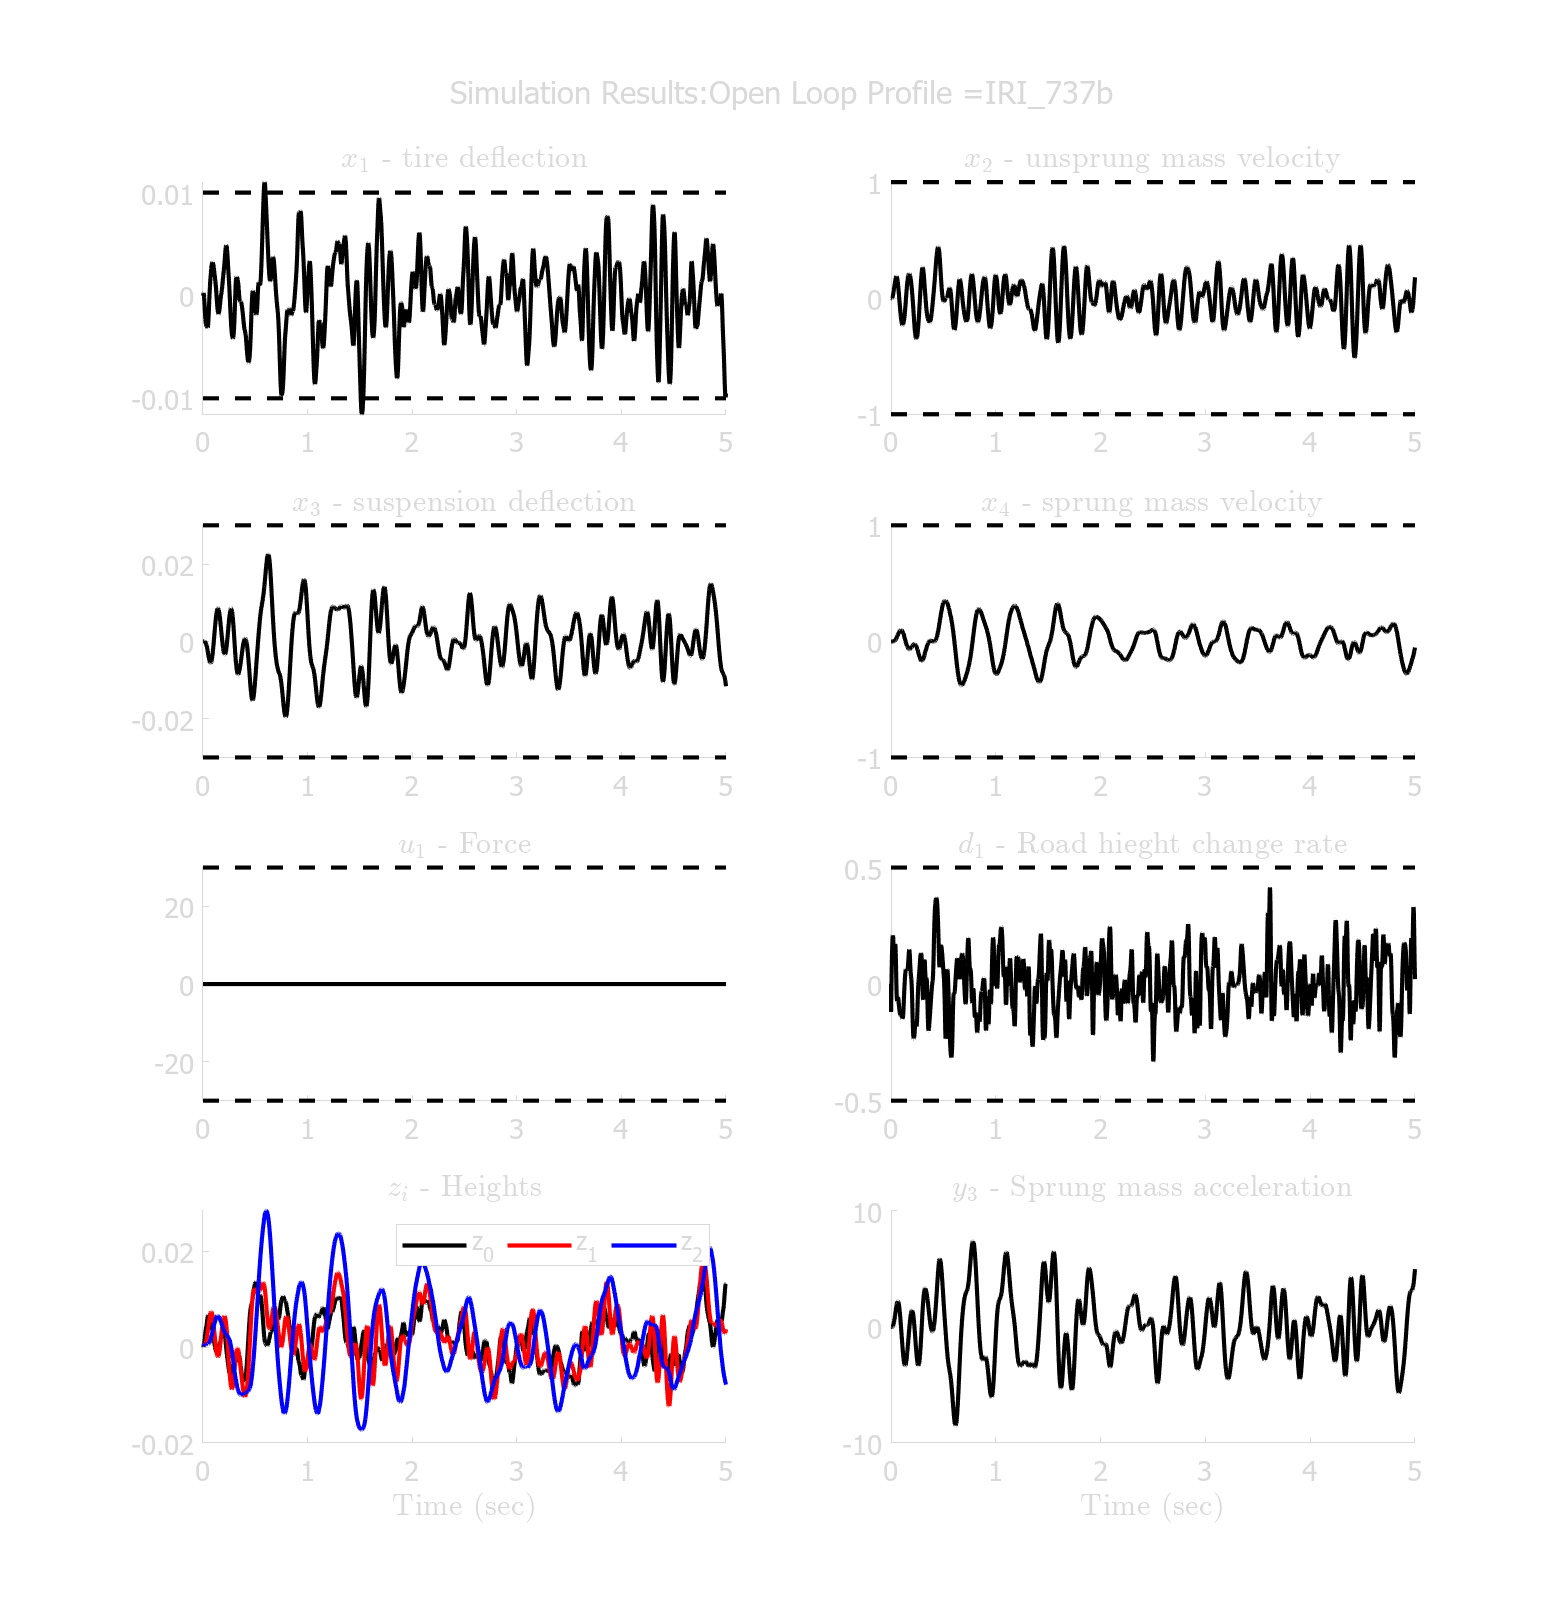 Simulation Results:Open Loop Profile =IRI_737b
x₁ - tire deflection
0.01
0
-0.01
0 1 2 3 4 5
x₂ - unsprung mass velocity
1
0
-1
0 1 2 3 4 5
x₃ - suspension deflection
0.02
0
-0.02
0 1 2 3 4 5
x₄ - sprung mass velocity
1
0
-1
0 1 2 3 4 5
u₁ - Force
20
0
-20
0 1 2 3 4 5
d₁ - Road hieght change rate
0.5
0
-0.5
0 1 2 3 4 5
zᵢ - Heights
z₀ z₁ z₂
0.02
0
-0.02
0 1 2 3 4 5
Time (sec)
y₃ - Sprung mass acceleration
10
0
-10
0 1 2 3 4 5
Time (sec)